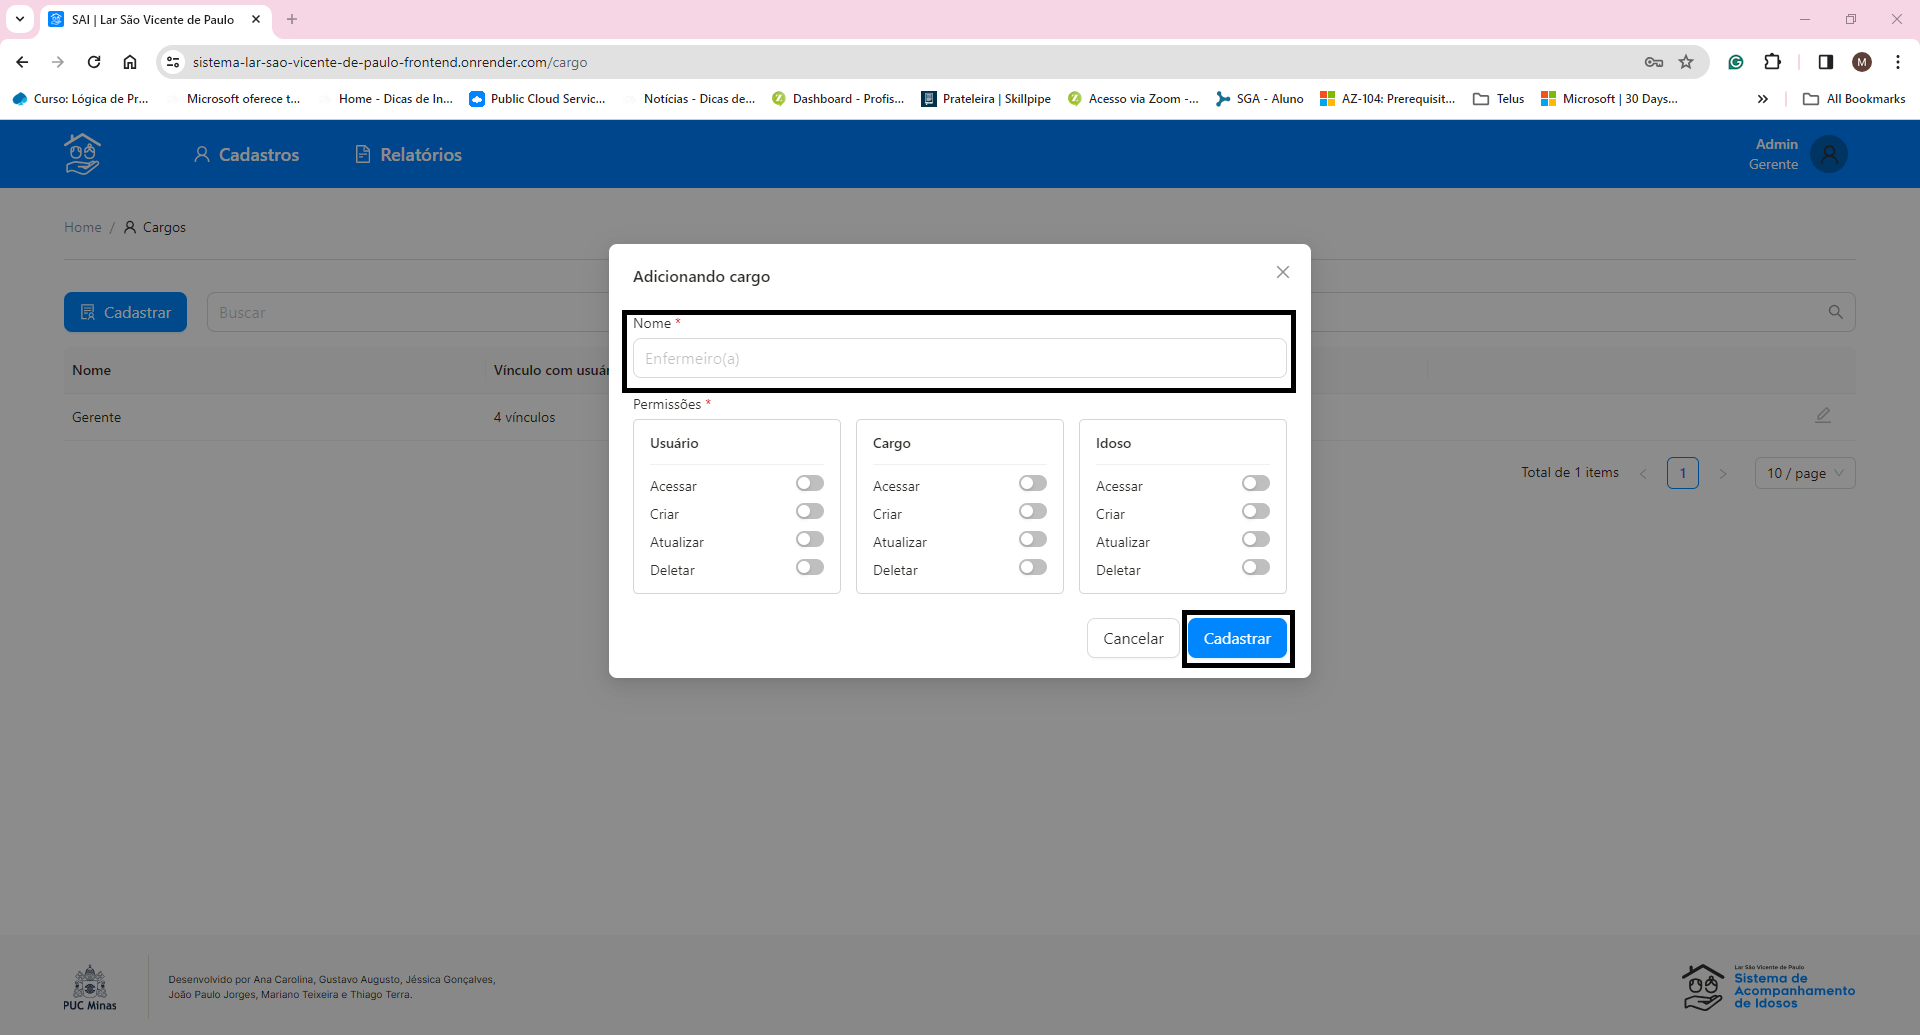 SAI | Lar São Vicente de Paulo
sistema-lar-sao-vicente-de-paulo-frontend.onrender.com/cargo
M
Curso: Lógica de Pr...
Microsoft oferece t...
Home - Dicas de In...
Public Cloud Servic...
Notícias - Dicas de...
Dashboard - Profis...
Prateleira | Skillpipe
Acesso via Zoom -...
SGA - Aluno
AZ-104: Prerequisit...
Telus
Microsoft | 30 Days...
All Bookmarks
Cadastros
Relatórios
Admin
Gerente
Home / Cargos
Cadastrar
Buscar
Nome
Vínculo com usuár
Gerente
4 vínculos
Total de 1 items
1
10 / page
Adicionando cargo
Nome *
Enfermeiro(a)
Permissões *
Usuário
Acessar
Criar
Atualizar
Deletar
Cargo
Acessar
Criar
Atualizar
Deletar
Idoso
Acessar
Criar
Atualizar
Deletar
Cancelar
Cadastrar
PUC Minas
Desenvolvido por Ana Carolina, Gustavo Augusto, Jéssica Gonçalves,
João Paulo Jorges, Mariano Teixeira e Thiago Terra.
Lar São Vicente de Paulo
Sistema de
Acompanhamento
de Idosos